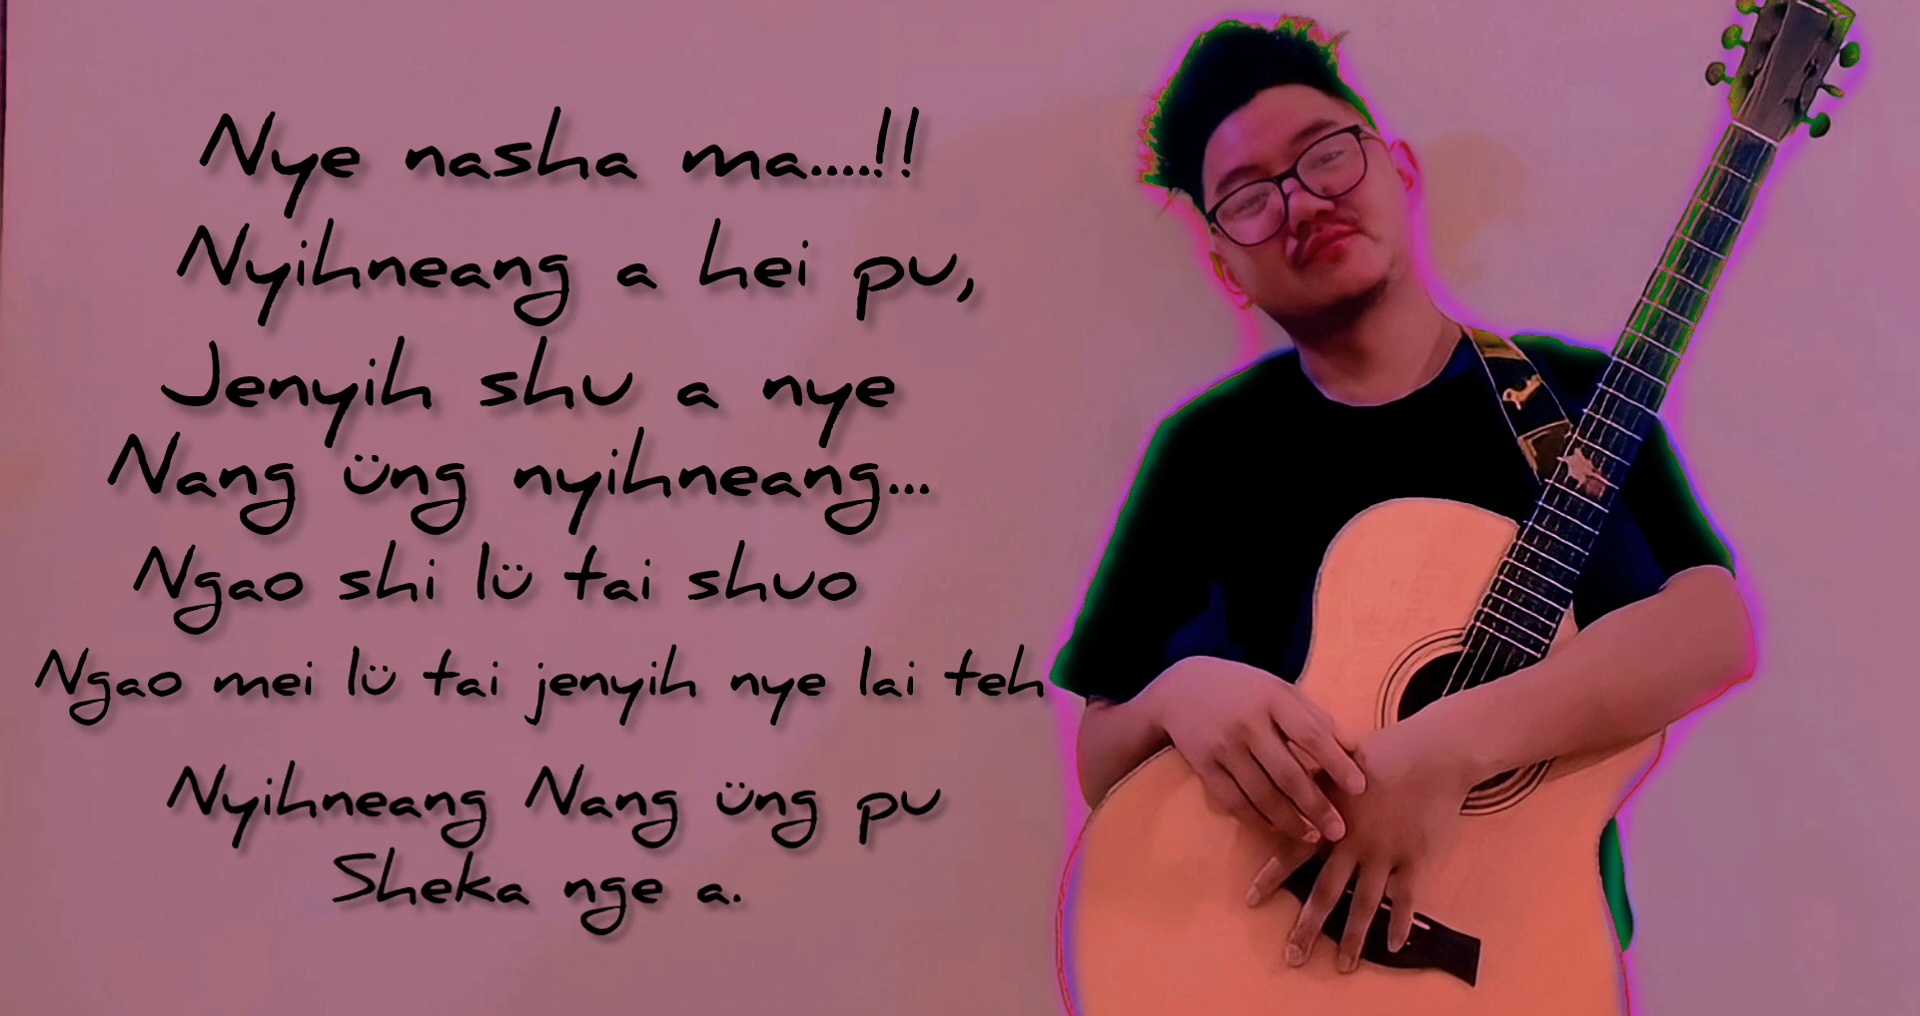 Nye nasha ma....!!
Nyihneang a hei pu,
Jenyih shu a nye
Nang üng nyihneang...
Ngao shi lü tai shuo
Ngao mei lü tai jenyih nye lai teh
Nyihneang Nang üng pu
Sheka nge a.